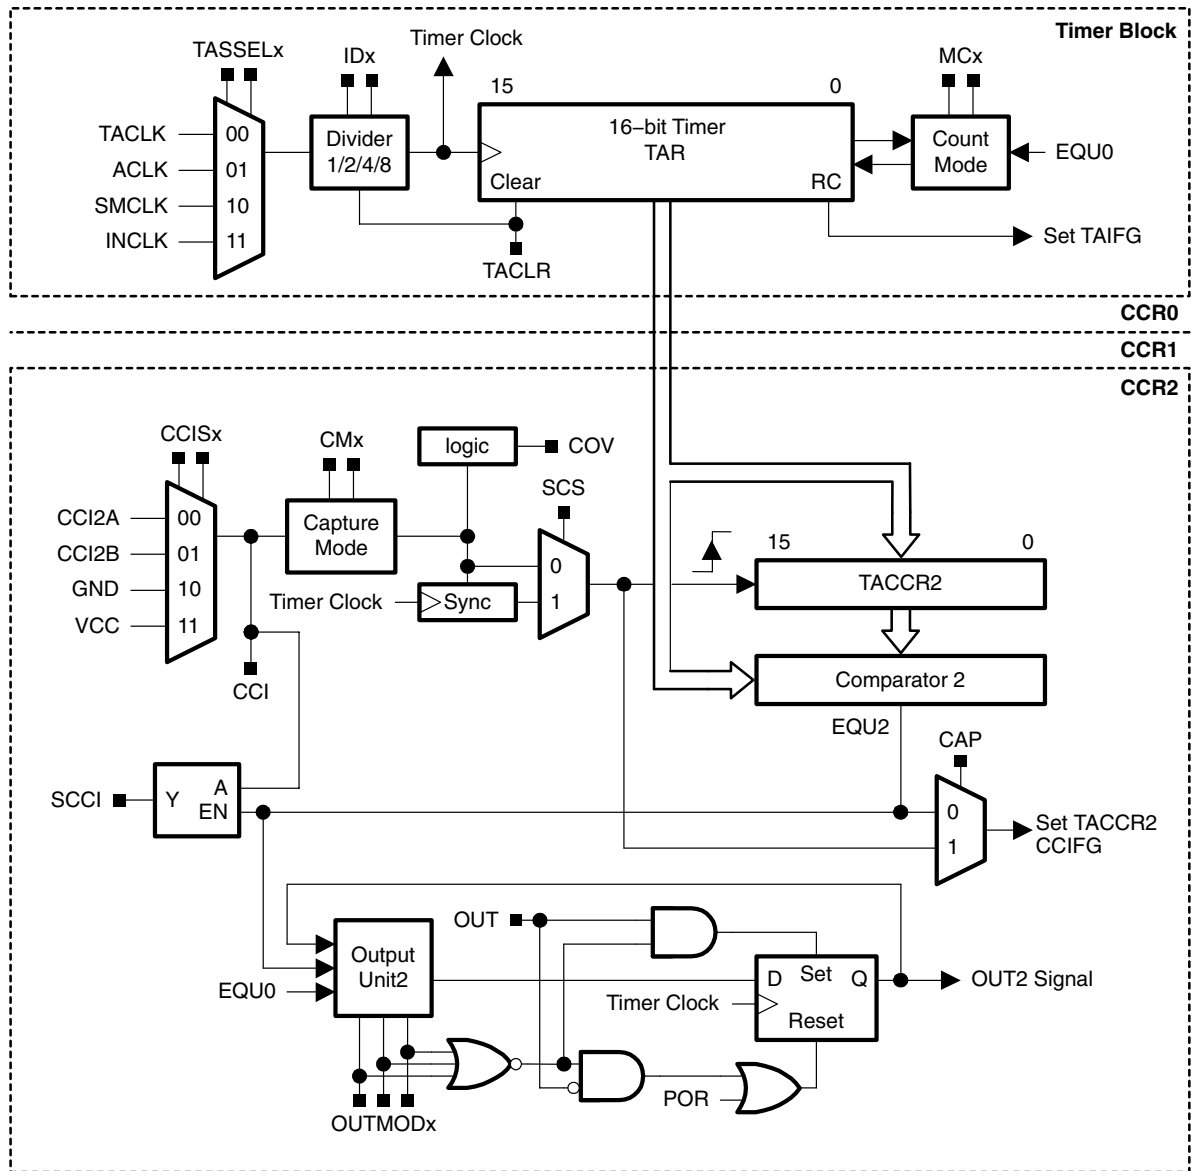 Timer Block
Timer Clock
TASSELx
IDx
MCx
15
0
TACLK
00
ACLK
01
SMCLK
10
INCLK
11
Divider
1/2/4/8
16−bit Timer
TAR
Clear
RC
Count
Mode
EQU0
Set TAIFG
TACLR
CCR0
CCR1
CCR2
CCISx
CMx
logic
COV
SCS
CCI2A
00
CCI2B
01
GND
10
VCC
11
Capture
Mode
Timer Clock
Sync
0
1
15
0
TACCR2
CCI
Comparator 2
EQU2
CAP
SCCI
Y
A
EN
0
1
Set TACCR2
CCIFG
OUT
Output
Unit2
EQU0
D
Set
Q
OUT2 Signal
Timer Clock
Reset
POR
OUTMODx